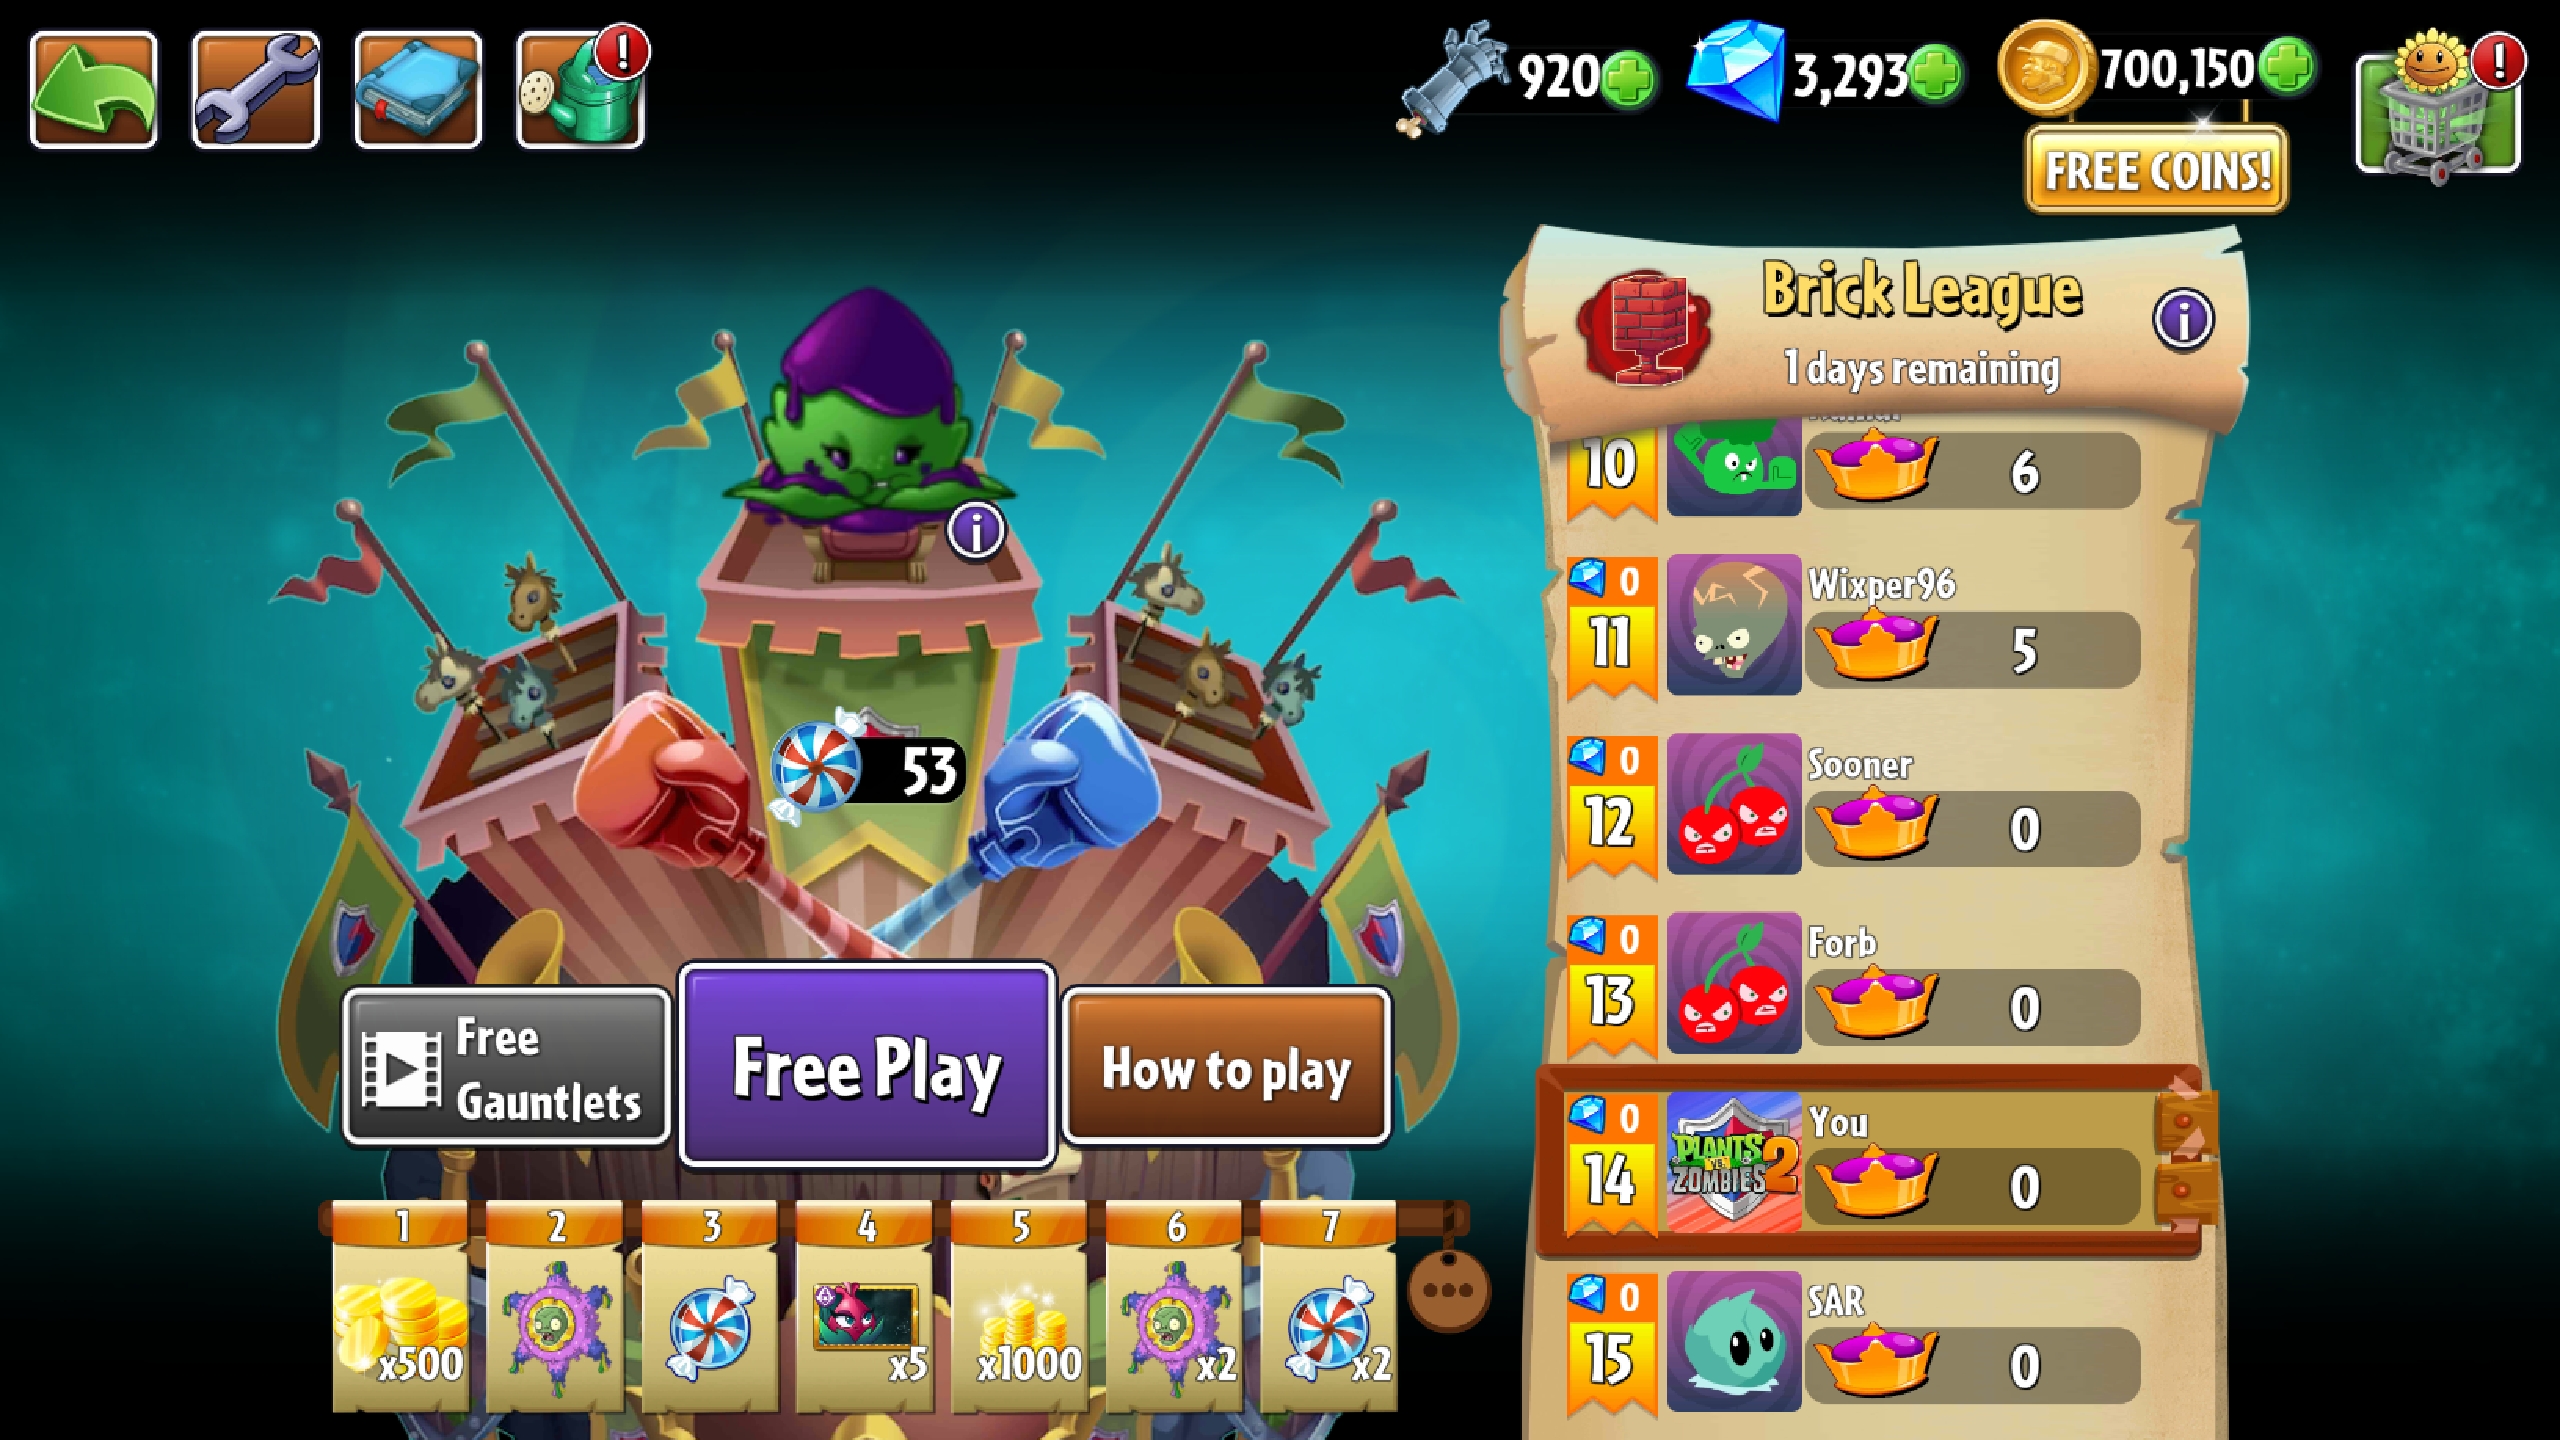 920
3,293
700,150
FREE COINS!
Brick League
1 days remaining
10
6
0
11
Wixper96
5
0
12
Sooner
0
0
13
Forb
0
0
14
PLANTS
VS.
ZOMBIES 2
You
0
0
15
SAR
0
53
Free
Gauntlets
Free Play
How to play
1
2
3
4
5
6
7
x500
x5
x1000
x2
x2